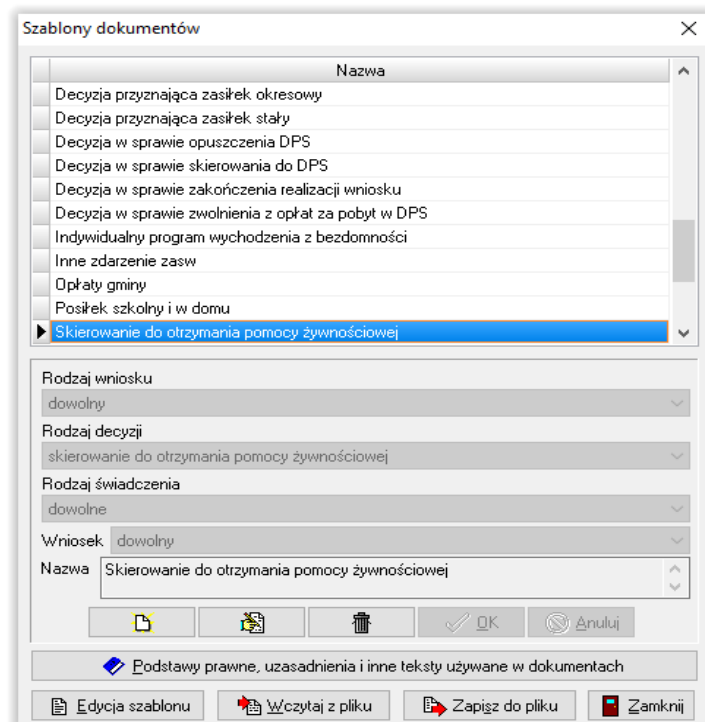 Szablony dokumentów
Nazwa
Decyzja przyznająca zasiłek okresowy
Decyzja przyznająca zasiłek stały
Decyzja w sprawie opuszczenia DPS
Decyzja w sprawie skierowania do DPS
Decyzja w sprawie zakończenia realizacji wniosku
Decyzja w sprawie zwolnienia z opłat za pobyt w DPS
Indywidualny program wychodzenia z bezdomności
Inne zdarzenie zasw
Opłaty gminy
Posiłek szkolny i w domu
Skierowanie do otrzymania pomocy żywnościowej
Rodzaj wniosku
dowolny
Rodzaj decyzji
skierowanie do otrzymania pomocy żywnościowej
Rodzaj świadczenia
dowolne
Wniosek dowolny
Nazwa Skierowanie do otrzymania pomocy żywnościowej
OK Anuluj
Podstawy prawne, uzasadnienia i inne teksty używane w dokumentach
Edycja szablonu Wczytaj z pliku Zapisz do pliku Zamknij